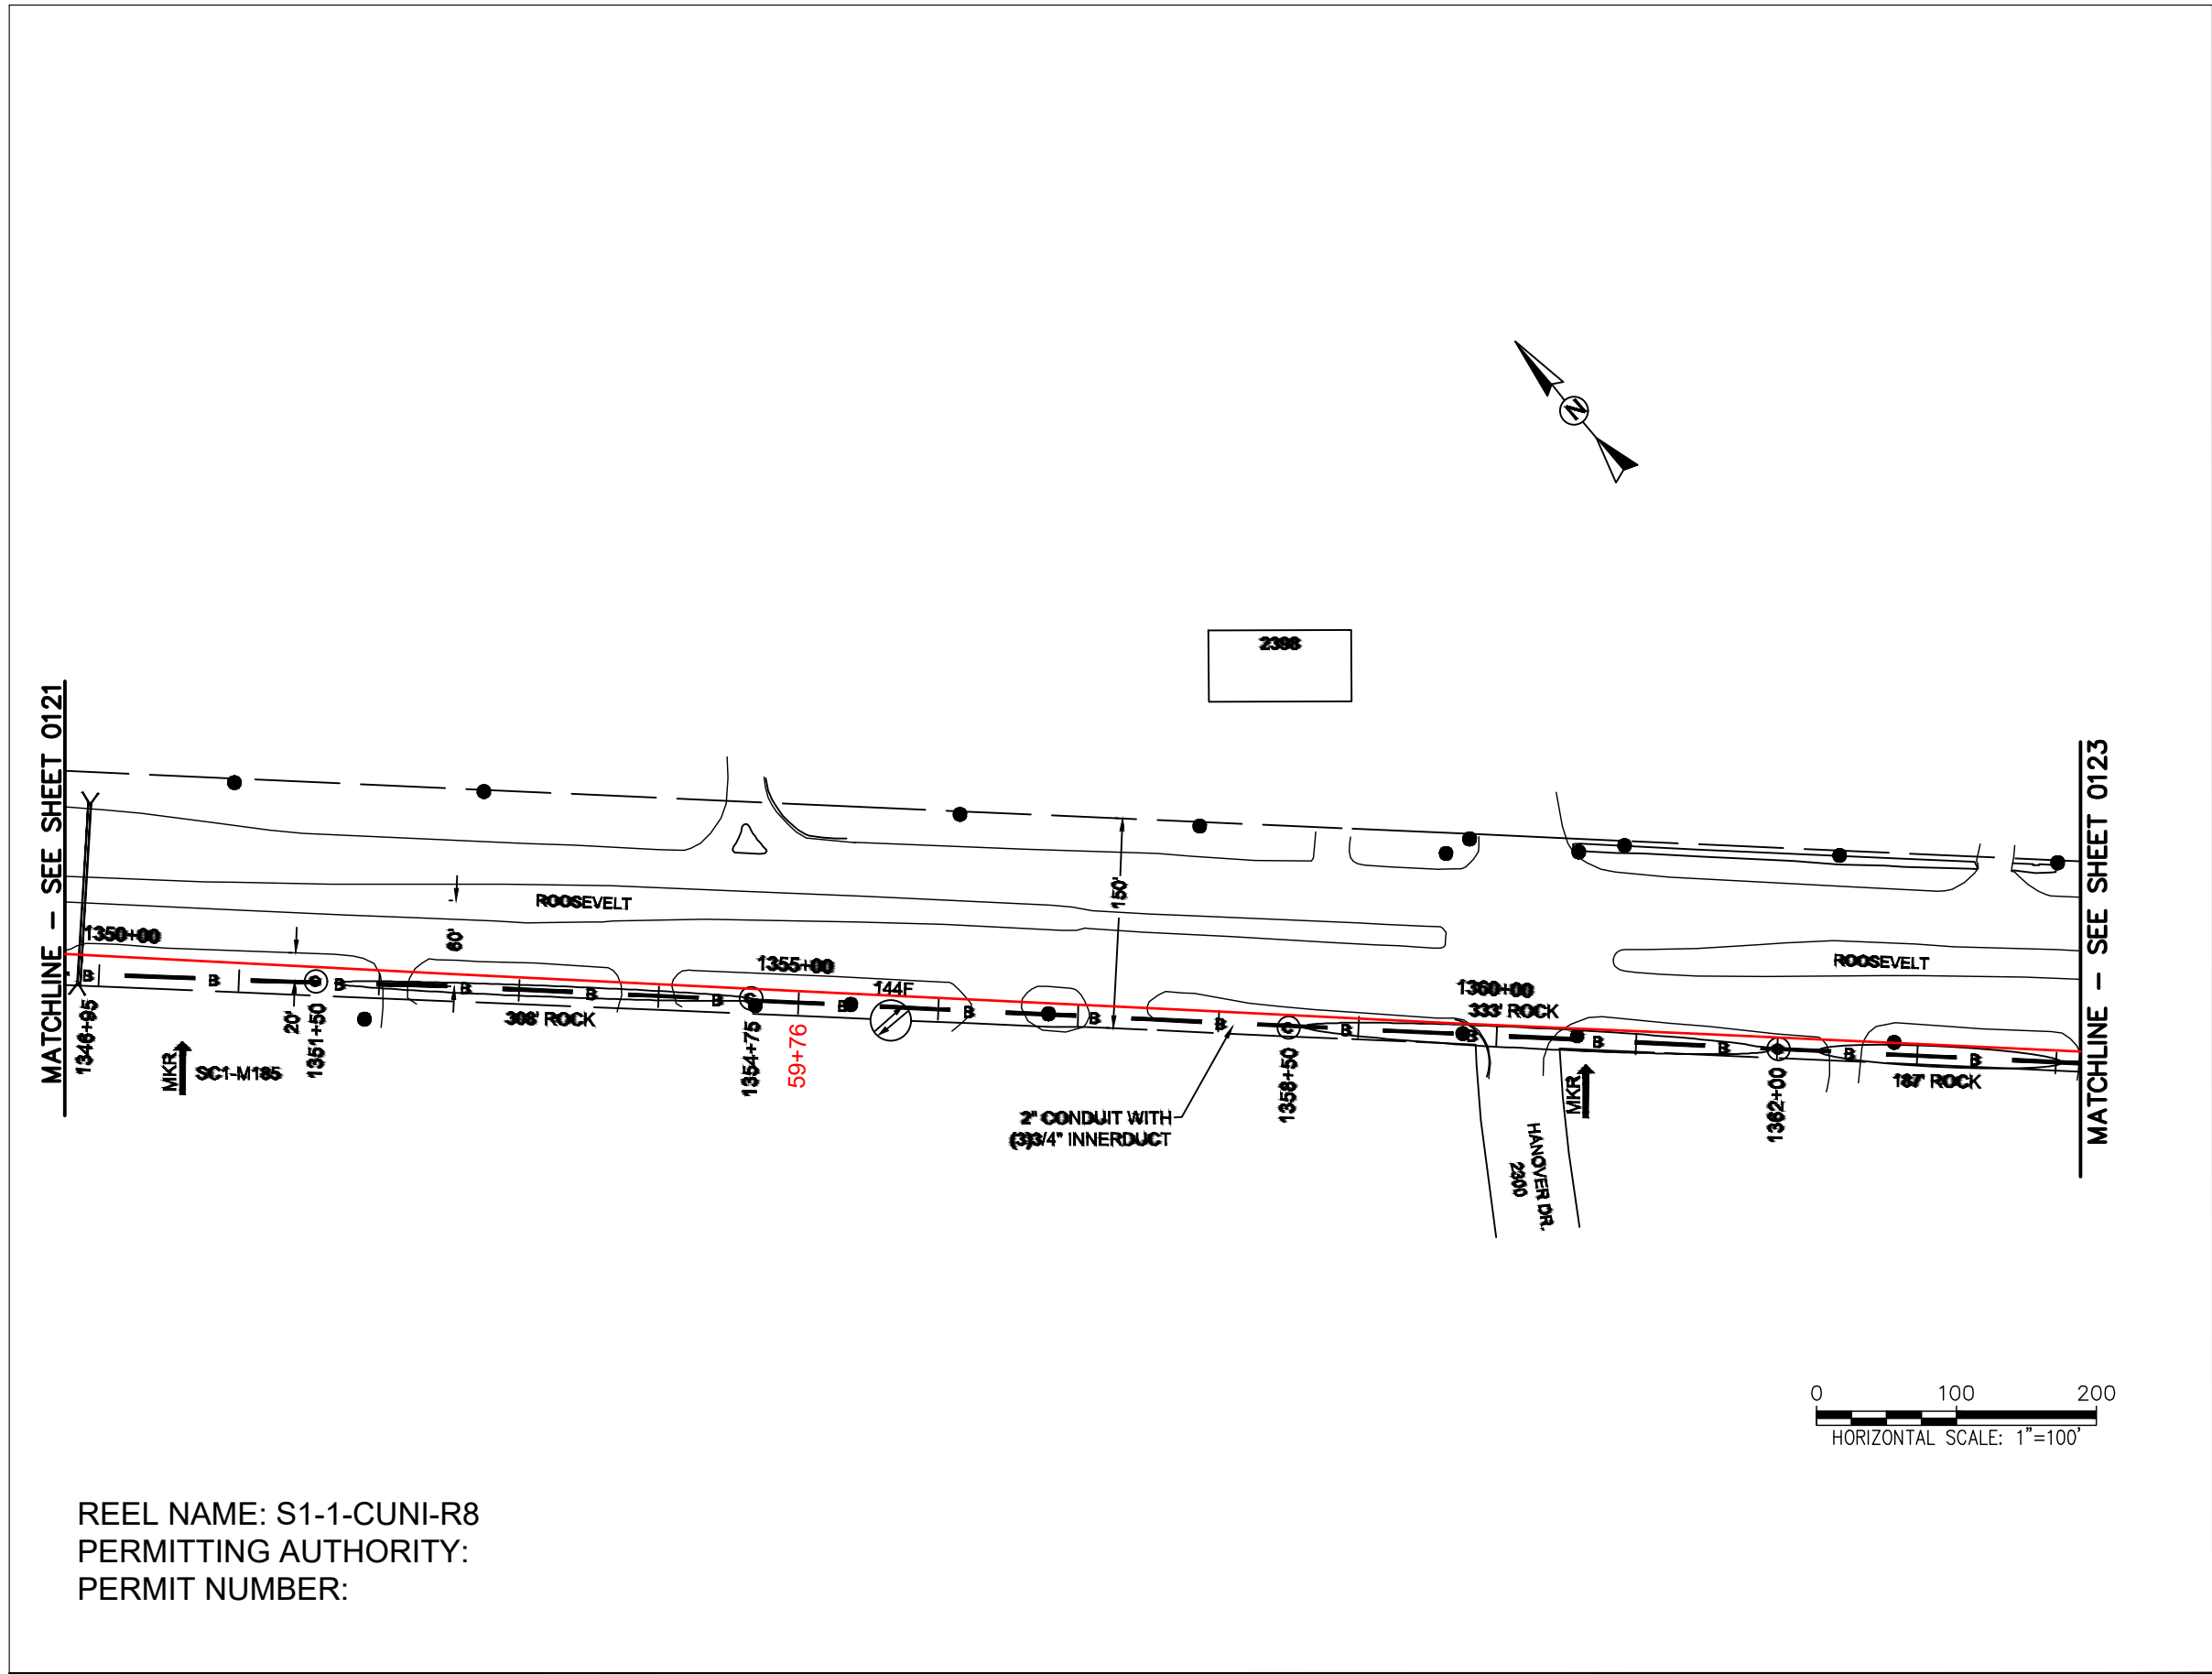 N
2398
MATCHLINE - SEE SHEET 0121
MATCHLINE - SEE SHEET 0123
150'
ROOSEVELT
60'
1350+00
ROOSEVELT
1355+00
144F
1360+00
333' ROCK
B B B B B B B B B B B B B B B B
1346+95
20'
1351+50
308' ROCK
MKR
SC1-M185
1354+75
59+76
1358+50
MKR
1362+00
187' ROCK
2" CONDUIT WITH
(3)3/4" INNERDUCT
HANOVER DR.
2300
0 100 200
HORIZONTAL SCALE: 1"=100'
REEL NAME: S1-1-CUNI-R8
PERMITTING AUTHORITY:
PERMIT NUMBER: